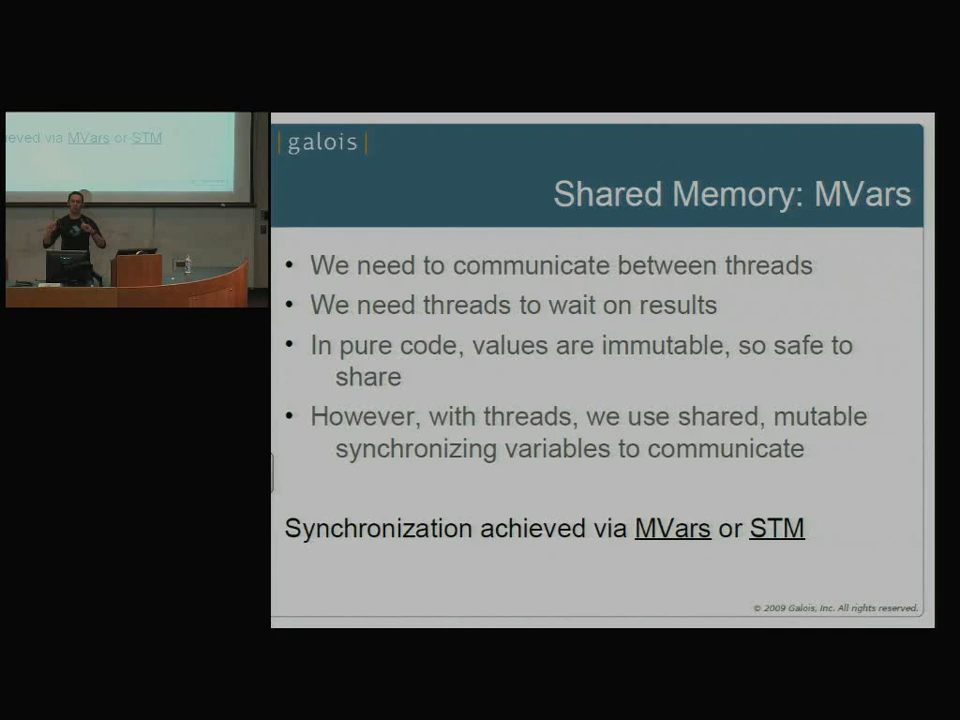 eved via MVars or STM
|galois|
Shared Memory: MVars
• We need to communicate between threads
• We need threads to wait on results
• In pure code, values are immutable, so safe to
share
• However, with threads, we use shared, mutable
synchronizing variables to communicate
Synchronization achieved via MVars or STM
© 2009 Galois, Inc. All rights reserved.